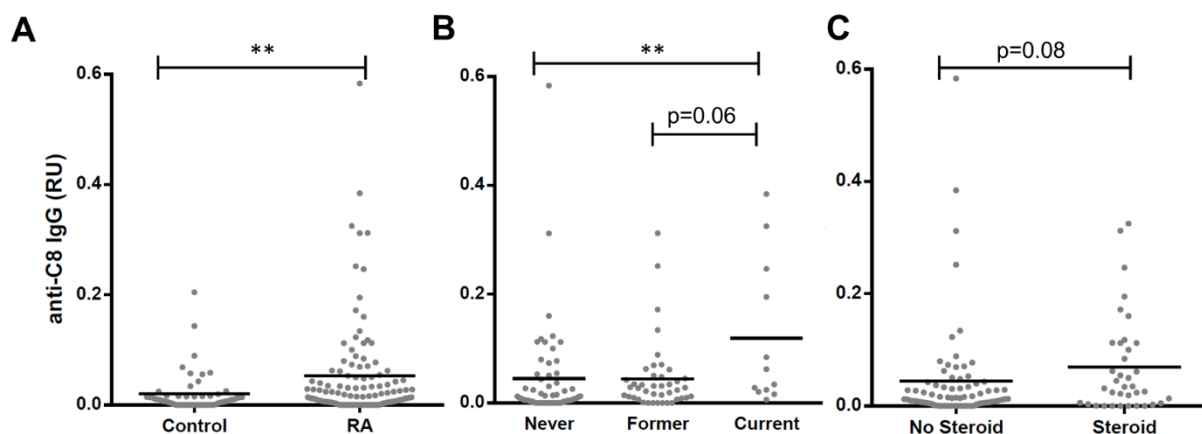 A
**
0.6
0.4
0.2
0.0
anti-C8 IgG (RU)
Control RA
B
**
p=0.06
0.6
0.4
0.2
0.0
Never Former Current
C
p=0.08
0.6
0.4
0.2
0.0
No Steroid Steroid